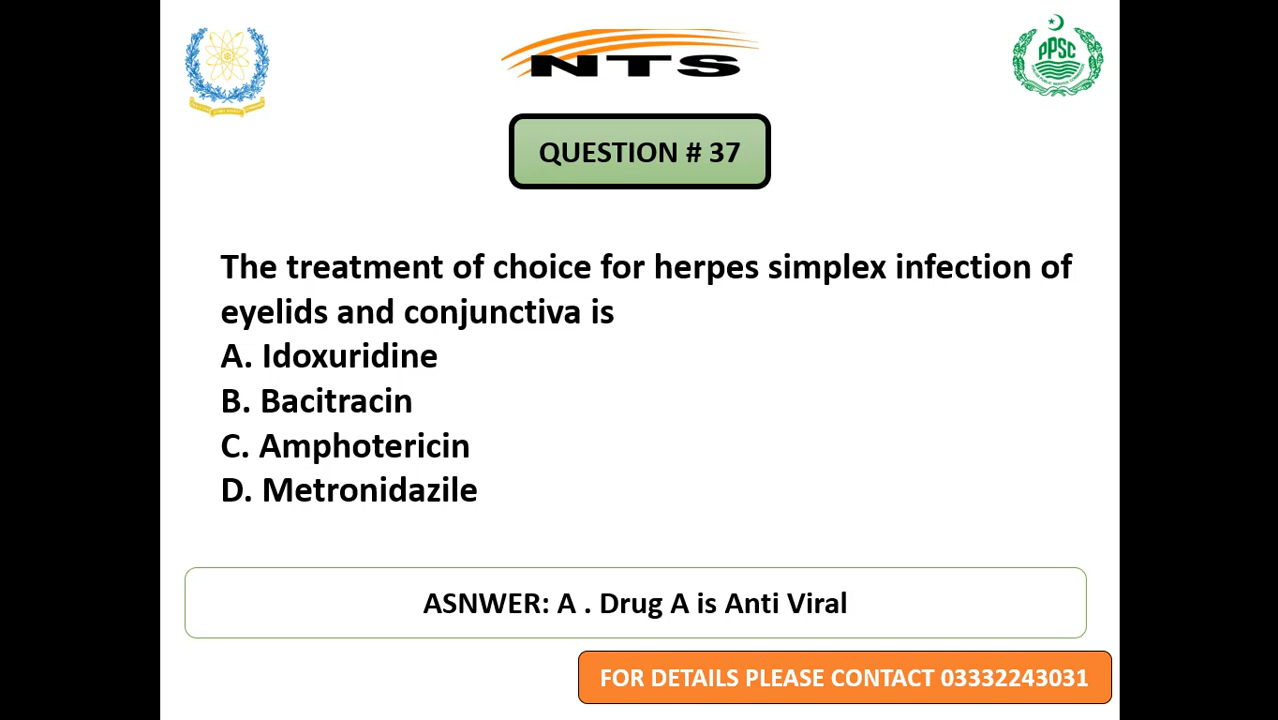 NTS
PPSC
QUESTION # 37
The treatment of choice for herpes simplex infection of
eyelids and conjunctiva is
A. Idoxuridine
B. Bacitracin
C. Amphotericin
D. Metronidazile
ASNWER: A . Drug A is Anti Viral
FOR DETAILS PLEASE CONTACT 03332243031